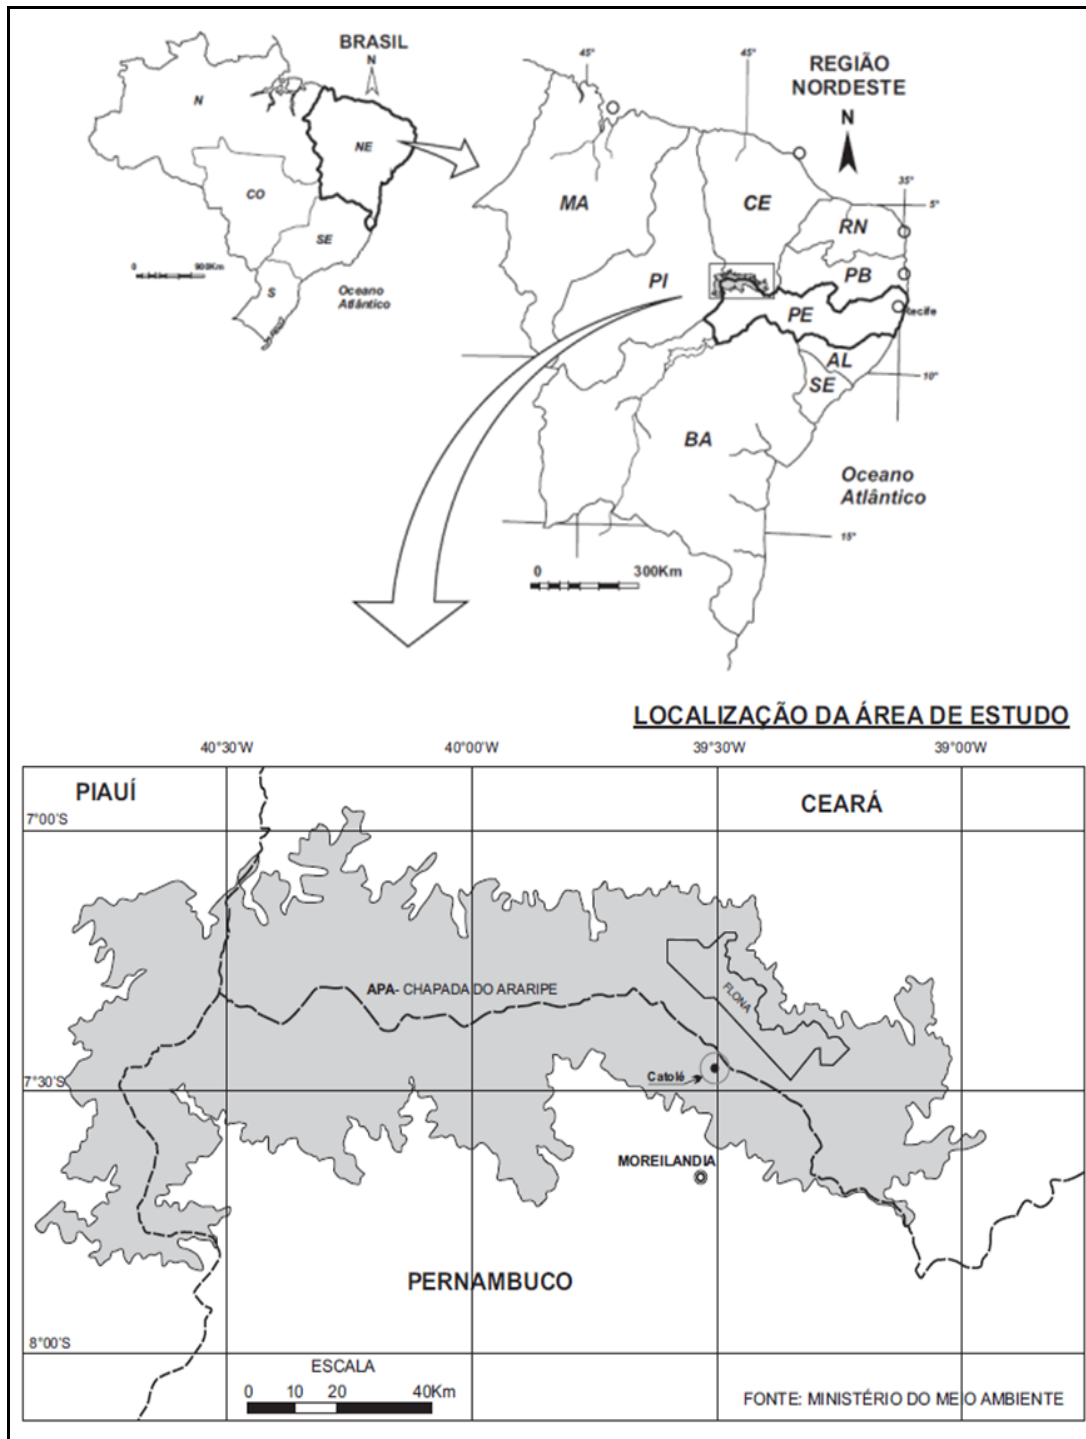 BRASIL
N
N
NE
CO
SE
S
0 900Km
Oceano
Atlântico
REGIÃO
NORDESTE
N
45°
45°
35°
5°
MA
CE
RN
PB
PI
PE
Recife
AL
SE
10°
BA
Oceano
Atlântico
15°
0 300Km
LOCALIZAÇÃO DA ÁREA DE ESTUDO
40°30'W 40°00'W 39°30'W 39°00'W
PIAUÍ
CEARÁ
7°00'S
APA- CHAPADA DO ARARIPE
FLONA
Catolé
7°30'S
MOREILANDIA
PERNAMBUCO
8°00'S
ESCALA
0 10 20 40Km
FONTE: MINISTÉRIO DO MEIO AMBIENTE